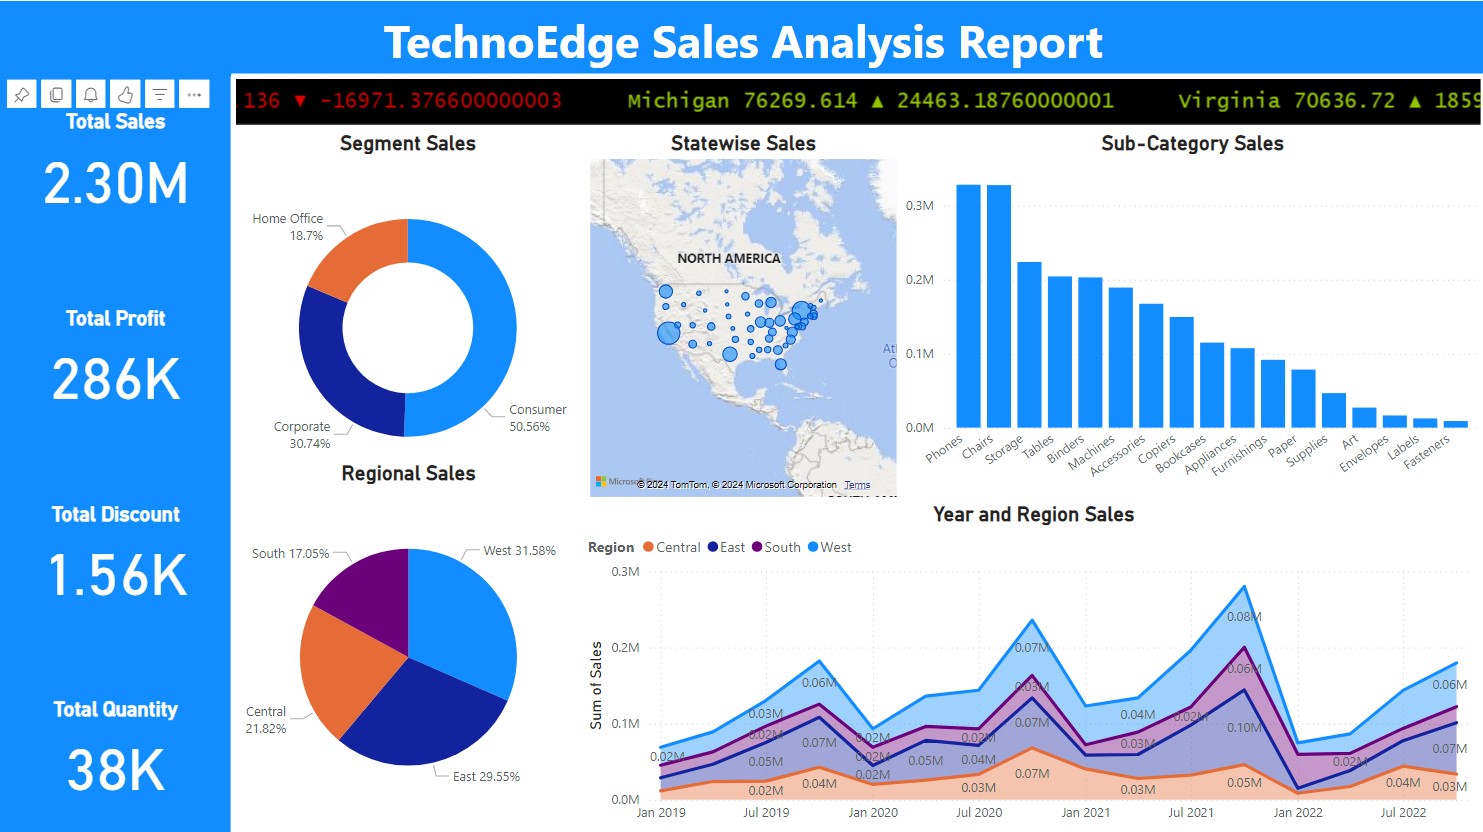 TechnoEdge Sales Analysis Report
136 ▼ -16971.376600000003 Michigan 76269.614 ▲ 24463.18760000001 Virginia 70636.72 ▲ 1859
Total Sales
2.30M
Total Profit
286K
Total Discount
1.56K
Total Quantity
38K
Segment Sales
Home Office
18.7%
Consumer
50.56%
Corporate
30.74%
Regional Sales
South 17.05%
West 31.58%
Central
21.82%
East 29.55%
Statewise Sales
NORTH AMERICA
Atl
O
Microsoft
© 2024 TomTom, © 2024 Microsoft Corporation Terms
Sub-Category Sales
0.3M
0.2M
0.1M
0.0M
Phones
Chairs
Storage
Tables
Binders
Machines
Accessories
Copiers
Bookcases
Appliances
Furnishings
Paper
Supplies
Art
Envelopes
Labels
Fasteners
Year and Region Sales
Region Central East South West
Sum of Sales
0.3M
0.2M
0.1M
0.0M
0.02M
0.06M
0.03M
0.02M
0.07M
0.05M
0.04M
0.02M
0.02M
0.02M
0.02M
0.05M
0.02M
0.04M
0.03M
0.07M
0.03M
0.07M
0.07M
0.04M
0.03M
0.03M
0.02M
0.08M
0.06M
0.10M
0.05M
0.02M
0.04M
0.06M
0.07M
0.03M
Jan 2019
Jul 2019
Jan 2020
Jul 2020
Jan 2021
Jul 2021
Jan 2022
Jul 2022